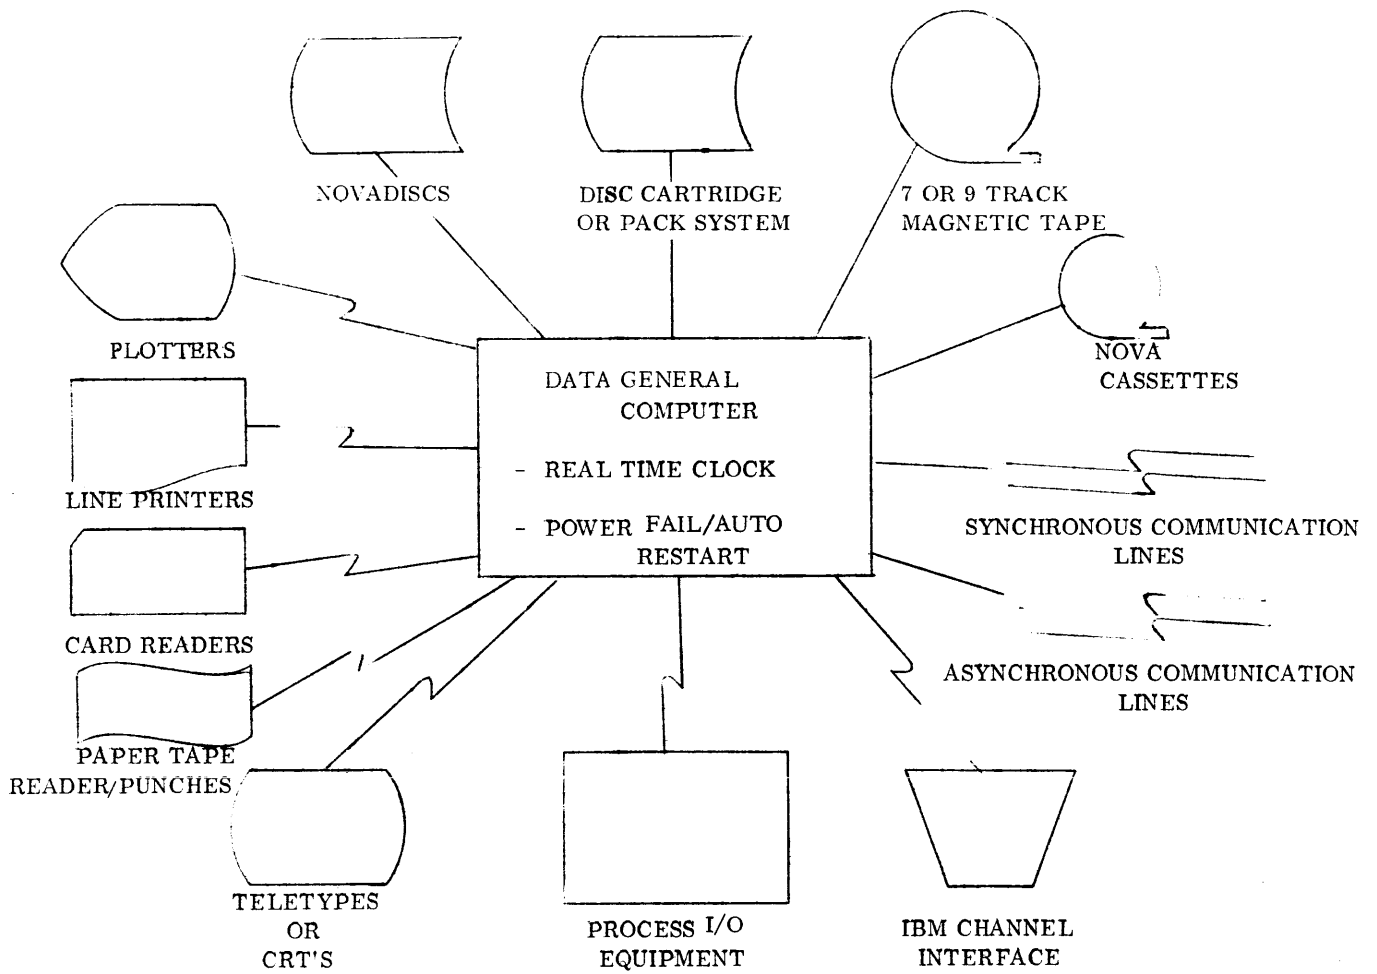 NOVADISCS
DISC CARTRIDGE
OR PACK SYSTEM
7 OR 9 TRACK
MAGNETIC TAPE
PLOTTERS
NOVA
CASSETTES
DATA GENERAL
COMPUTER
- REAL TIME CLOCK
- POWER FAIL/AUTO
RESTART
LINE PRINTERS
SYNCHRONOUS COMMUNICATION
LINES
CARD READERS
ASYNCHRONOUS COMMUNICATION
LINES
PAPER TAPE
READER/PUNCHES
TELETYPES
OR
CRT'S
PROCESS I/O
EQUIPMENT
IBM CHANNEL
INTERFACE